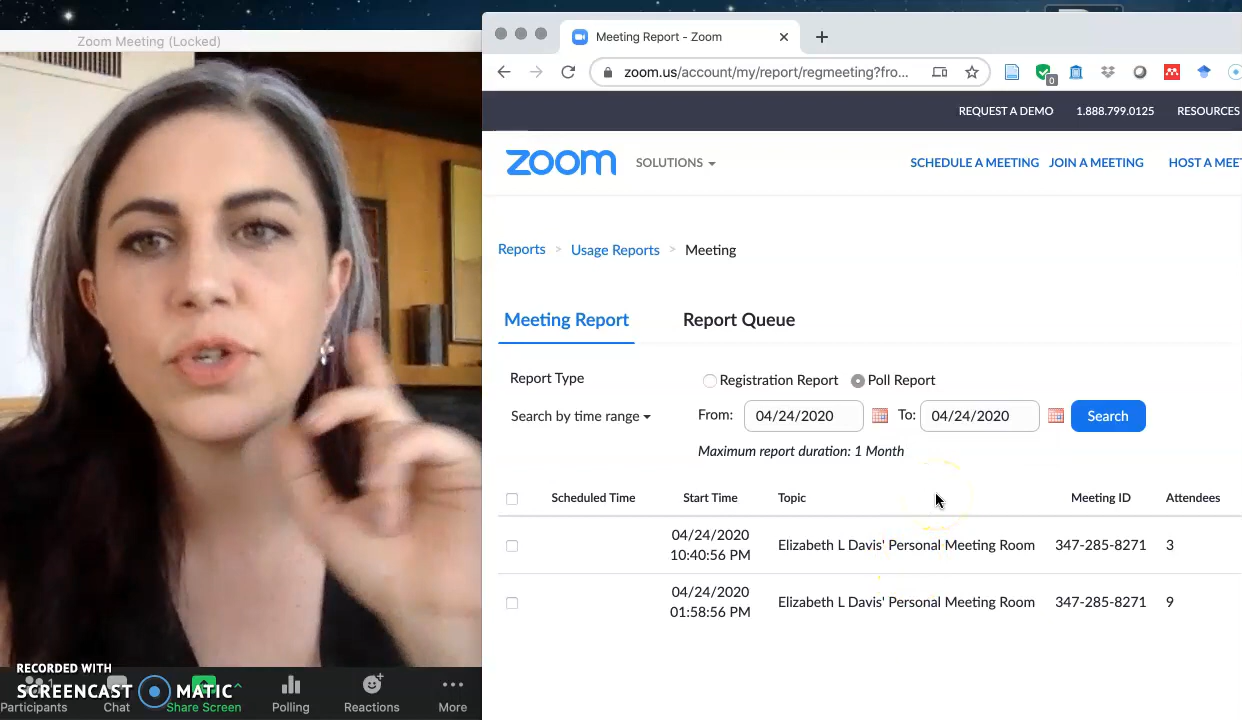 Zoom Meeting (Locked)
Meeting Report - Zoom
zoom.us/account/my/report/regmeeting?fro...
0
REQUEST A DEMO 1.888.799.0125 RESOURCES
zoom SOLUTIONS SCHEDULE A MEETING JOIN A MEETING HOST A MEET
Reports > Usage Reports > Meeting
Meeting Report Report Queue
Report Type Registration Report Poll Report
Search by time range From: 04/24/2020 To: 04/24/2020 Search
Maximum report duration: 1 Month
Scheduled Time Start Time Topic Meeting ID Attendees
04/24/2020
10:40:56 PM Elizabeth L Davis' Personal Meeting Room 347-285-8271 3
04/24/2020
01:58:56 PM Elizabeth L Davis' Personal Meeting Room 347-285-8271 9
RECORDED WITH
SCREENCAST MATIC
1
Participants Chat Share Screen Polling Reactions More